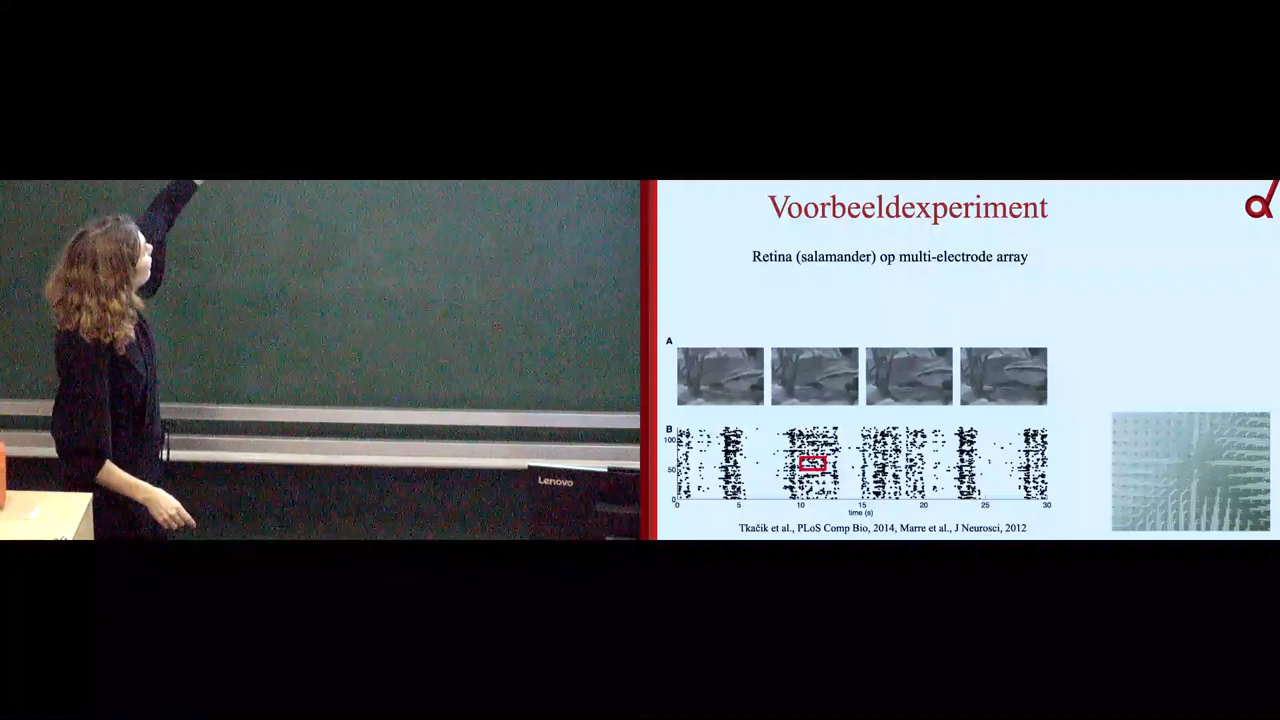 Voorbeeldexperiment
Retina (salamander) op multi-electrode array
A
B
100
50
0
0 5 10 15 20 25 30
time (s)
Tkačik et al., PLoS Comp Bio, 2014, Marre et al., J Neurosci, 2012
Lenovo